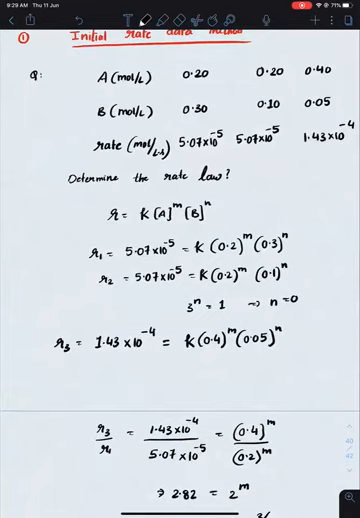 9:29 AM Thu 11 Jun
71%
① Initial rate data method
Q: A (mol/L) 0.20 0.20 0.40
B (mol/L) 0.30 0.10 0.05
rate (mol/L.s) 5.07×10⁻⁵ 5.07×10⁻⁵ 1.43×10⁻⁴
Determine the rate law?
r = K[A]ᵐ[B]ⁿ
r₁ = 5.07×10⁻⁵ = K(0.2)ᵐ(0.3)ⁿ
r₂ = 5.07×10⁻⁵ = K(0.2)ᵐ(0.1)ⁿ
3ⁿ = 1 ⇒ n=0
r₃ = 1.43×10⁻⁴ = K(0.4)ᵐ(0.05)ⁿ
r₃/r₁ = 1.43×10⁻⁴/5.07×10⁻⁵ = (0.4)ᵐ/(0.2)ᵐ
40
42
⇒ 2.82 = 2ᵐ